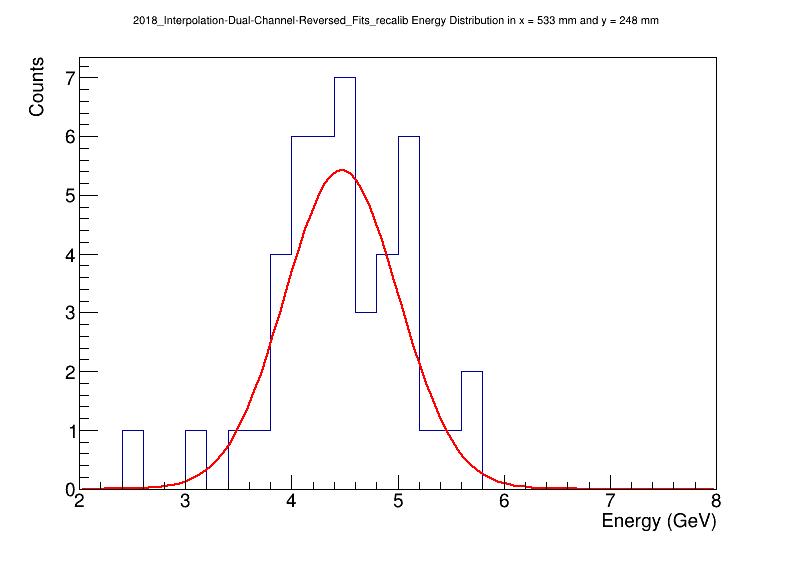 2018_Interpolation-Dual-Channel-Reversed_Fits_recalib Energy Distribution in x = 533 mm and y = 248 mm
Counts
7
6
5
4
3
2
1
0
2 3 4 5 6 7 8
Energy (GeV)